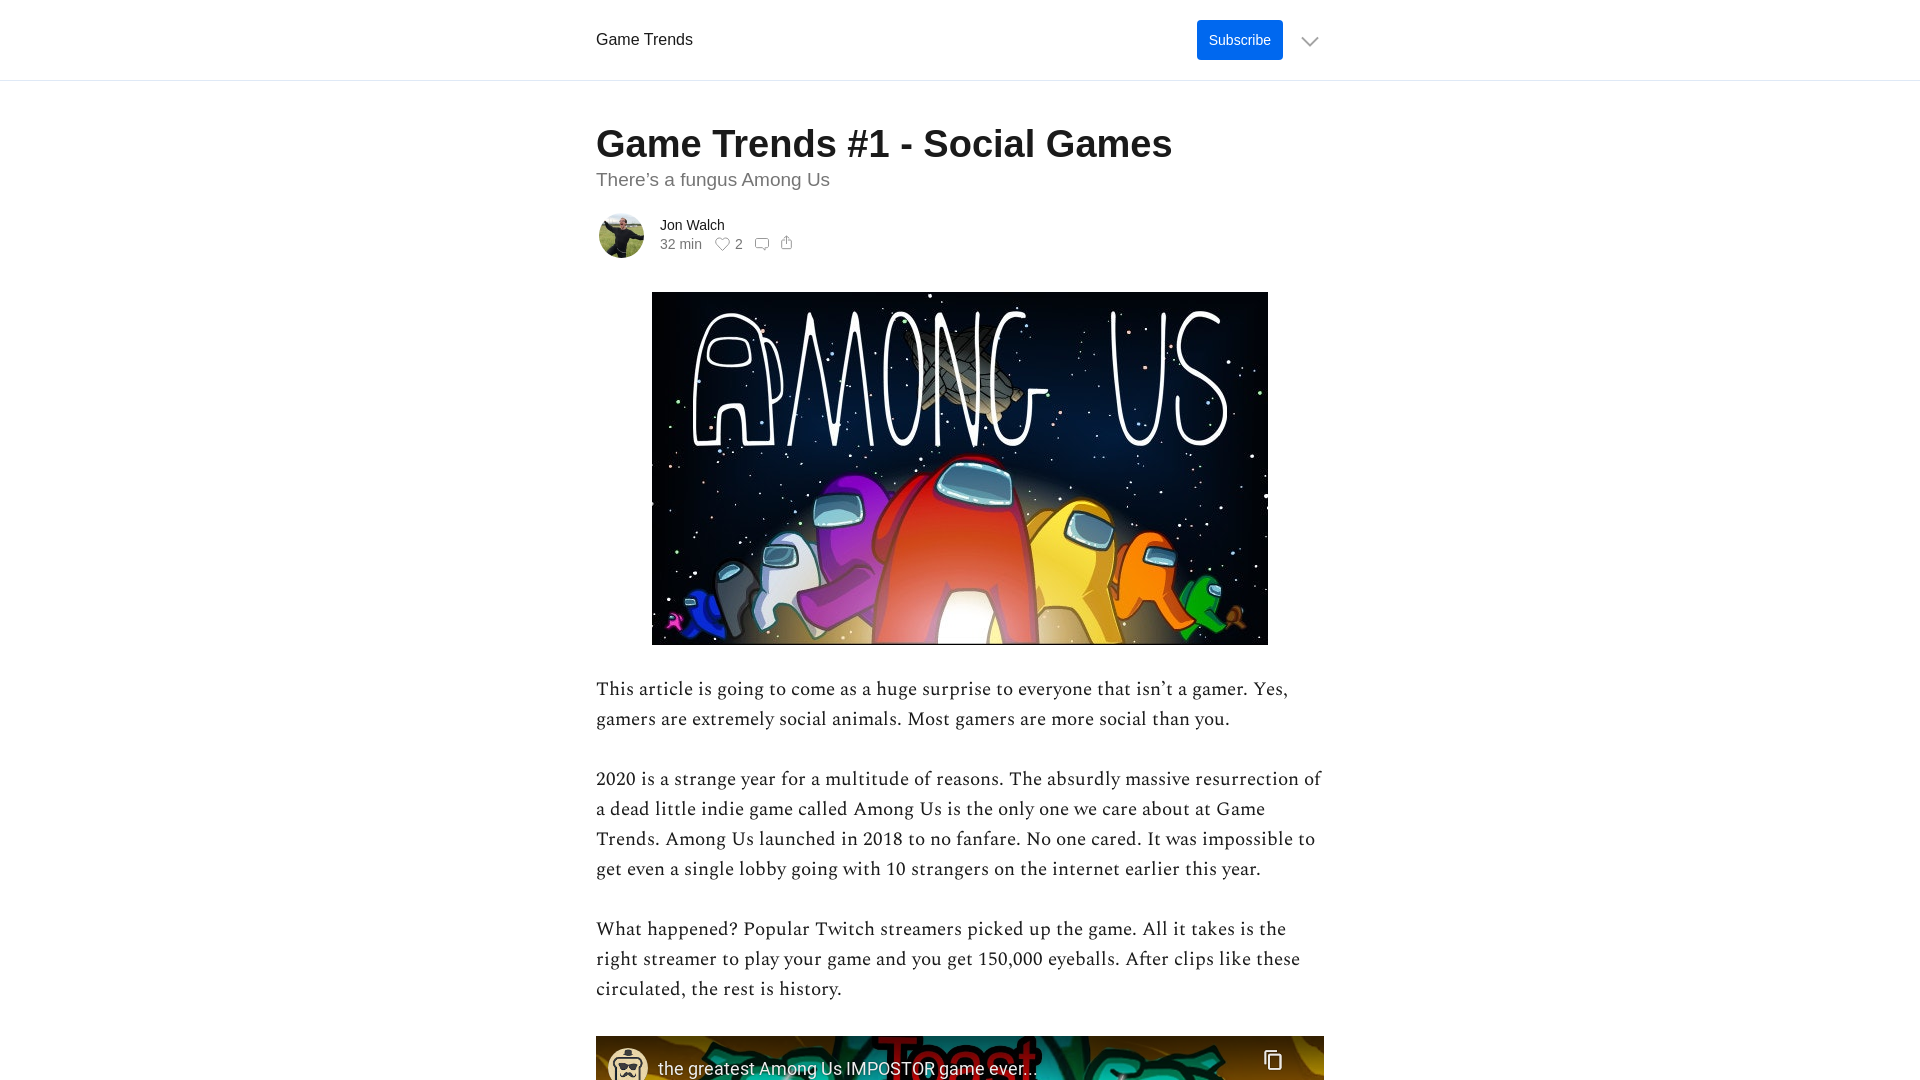 Game Trends
Subscribe
Game Trends #1 - Social Games
There’s a fungus Among Us
Jon Walch
32 min 2
AMONG US
This article is going to come as a huge surprise to everyone that isn’t a gamer. Yes,
gamers are extremely social animals. Most gamers are more social than you.
2020 is a strange year for a multitude of reasons. The absurdly massive resurrection of
a dead little indie game called Among Us is the only one we care about at Game
Trends. Among Us launched in 2018 to no fanfare. No one cared. It was impossible to
get even a single lobby going with 10 strangers on the internet earlier this year.
What happened? Popular Twitch streamers picked up the game. All it takes is the
right streamer to play your game and you get 150,000 eyeballs. After clips like these
circulated, the rest is history.
Toast
the greatest Among Us IMPOSTOR game ever...